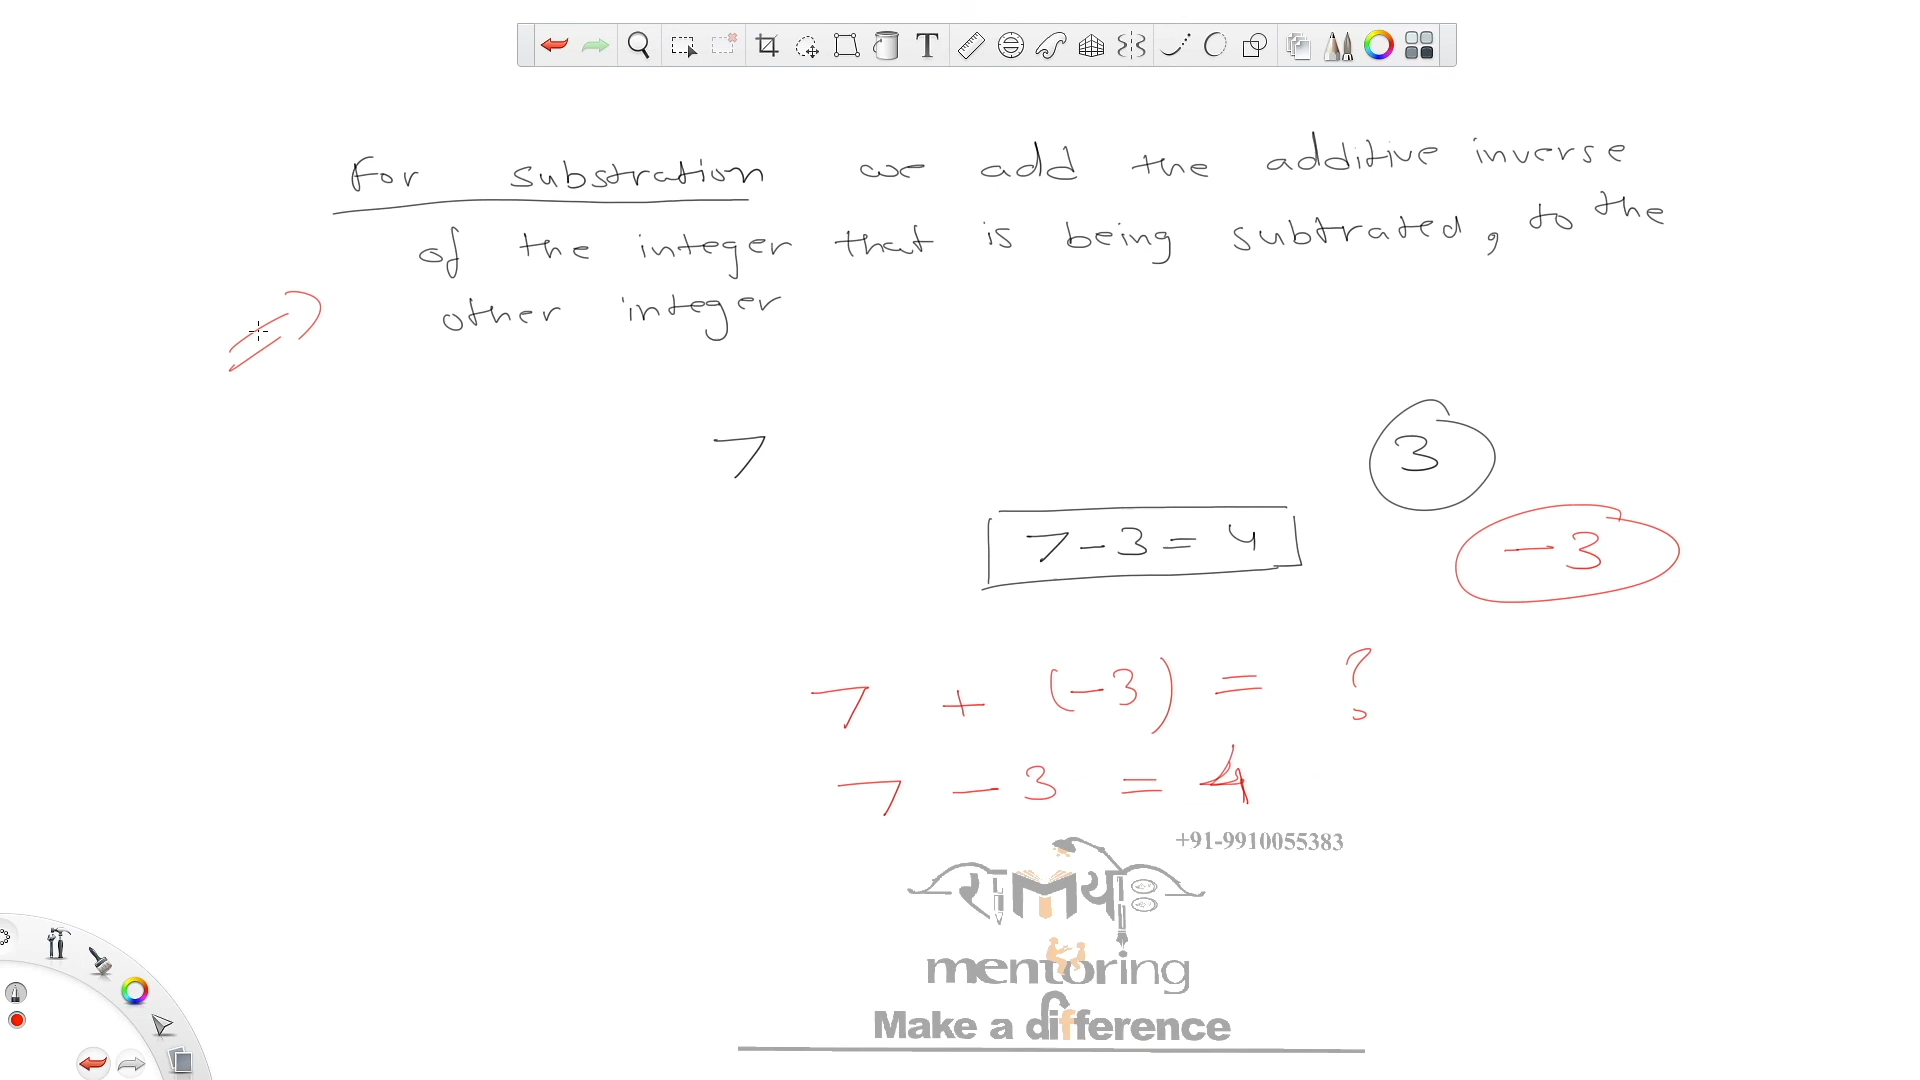 For substration we add the additive inverse
of the integer that is being subtrated, to the
other integer
7
3
7 - 3 = 4
- 3
7 + (-3) = ?
7 - 3 = 4
+91-9910055383
mentoring
Make a difference